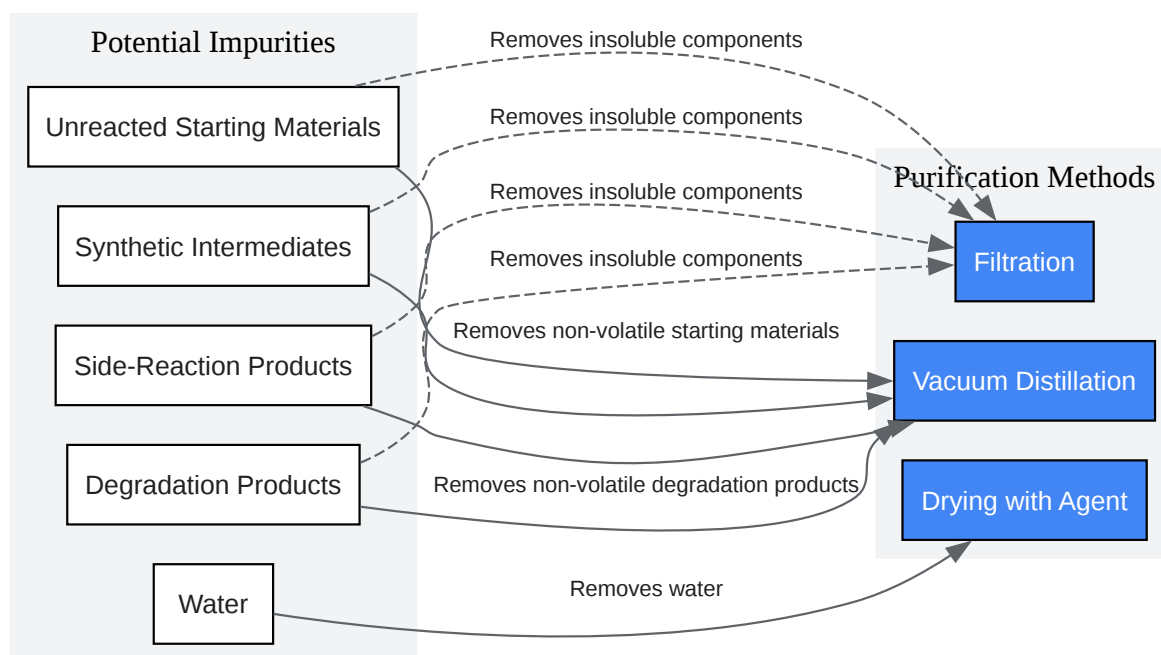 Potential Impurities
Unreacted Starting Materials
Synthetic Intermediates
Side-Reaction Products
Degradation Products
Water
Removes insoluble components
Removes insoluble components
Removes insoluble components
Removes insoluble components
Removes non-volatile starting materials
Removes non-volatile degradation products
Removes water
Purification Methods
Filtration
Vacuum Distillation
Drying with Agent